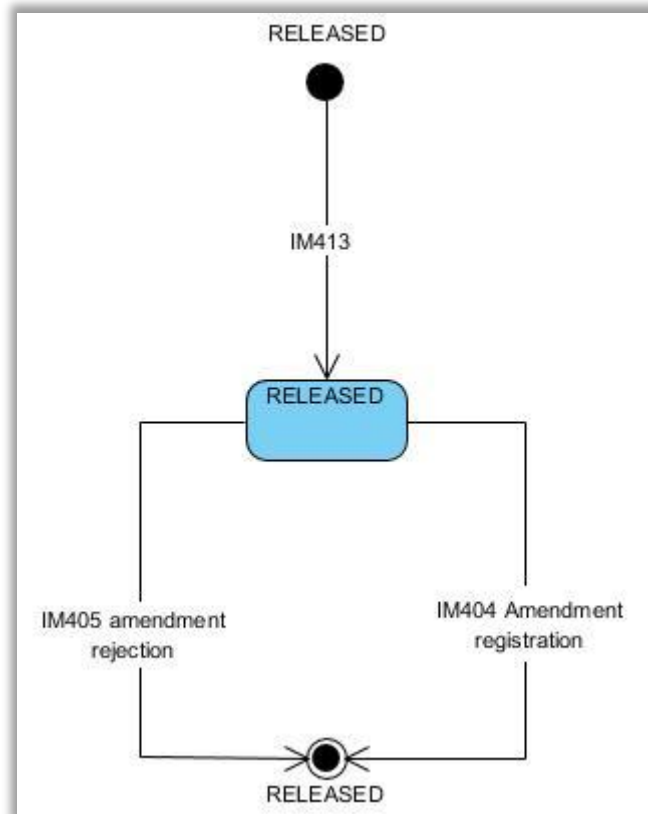 RELEASED
IM413
RELEASED
IM405 amendment
rejection
IM404 Amendment
registration
RELEASED